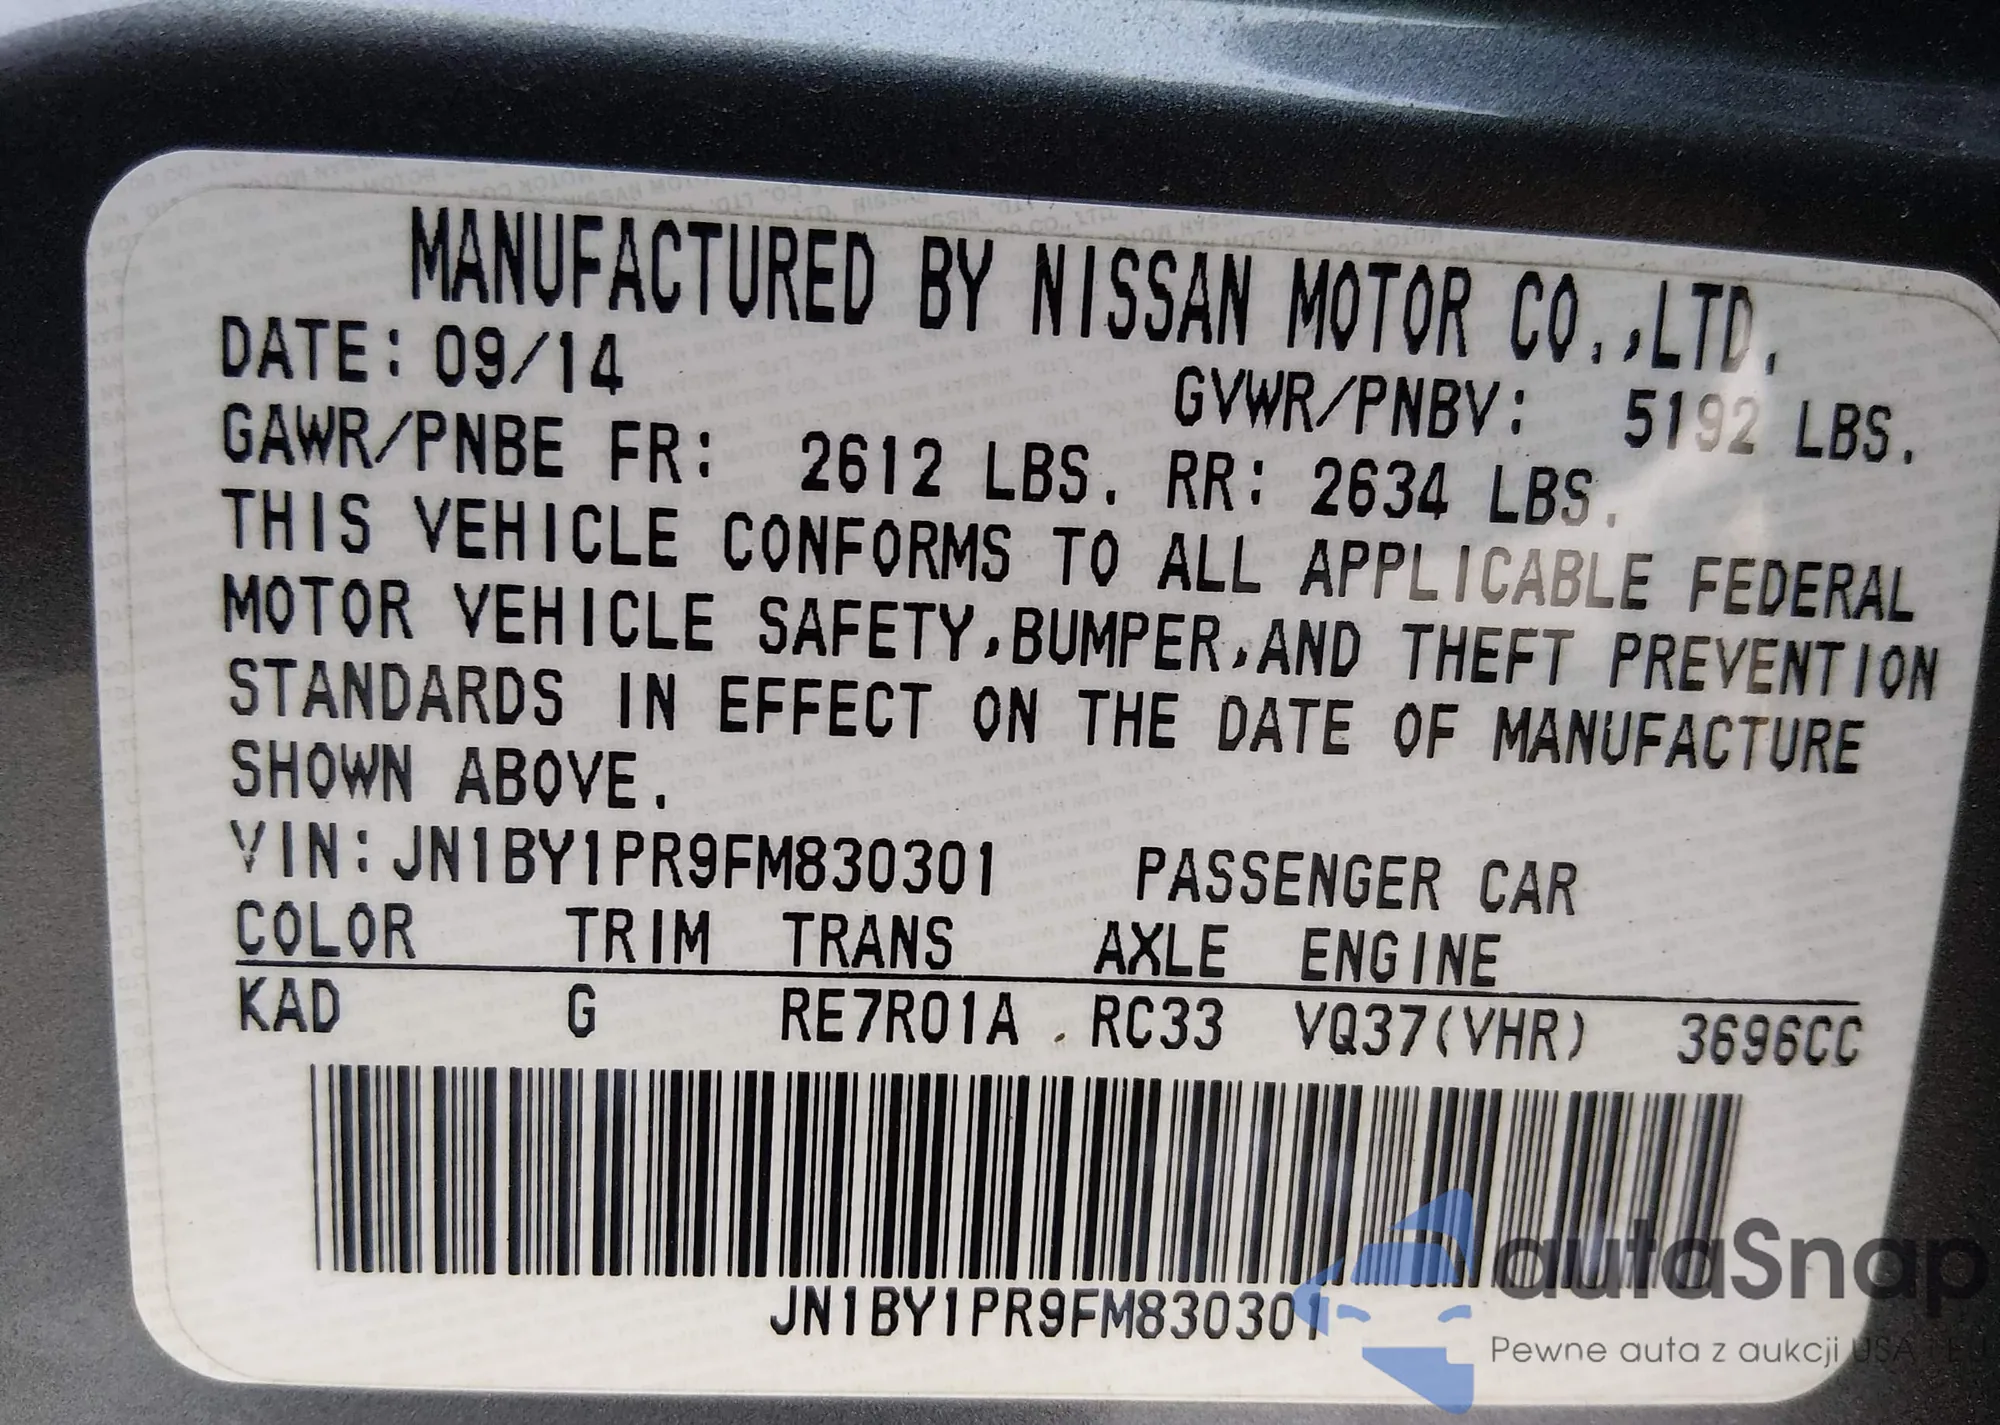 MANUFACTURED BY NISSAN MOTOR CO.,LTD.
DATE: 09/14
GVWR/PNBV: 5192 LBS.
GAWR/PNBE FR: 2612 LBS. RR: 2634 LBS.
THIS VEHICLE CONFORMS TO ALL APPLICABLE FEDERAL
MOTOR VEHICLE SAFETY,BUMPER,AND THEFT PREVENTION
STANDARDS IN EFFECT ON THE DATE OF MANUFACTURE
SHOWN ABOVE.
VIN: JN1BY1PR9FM830301 PASSENGER CAR
COLOR TRIM TRANS AXLE ENGINE
KAD G RE7R01A RC33 VQ37(VHR) 3696CC
JN1BY1PR9FM830301
autaSnap
Pewne auta z aukcji USA